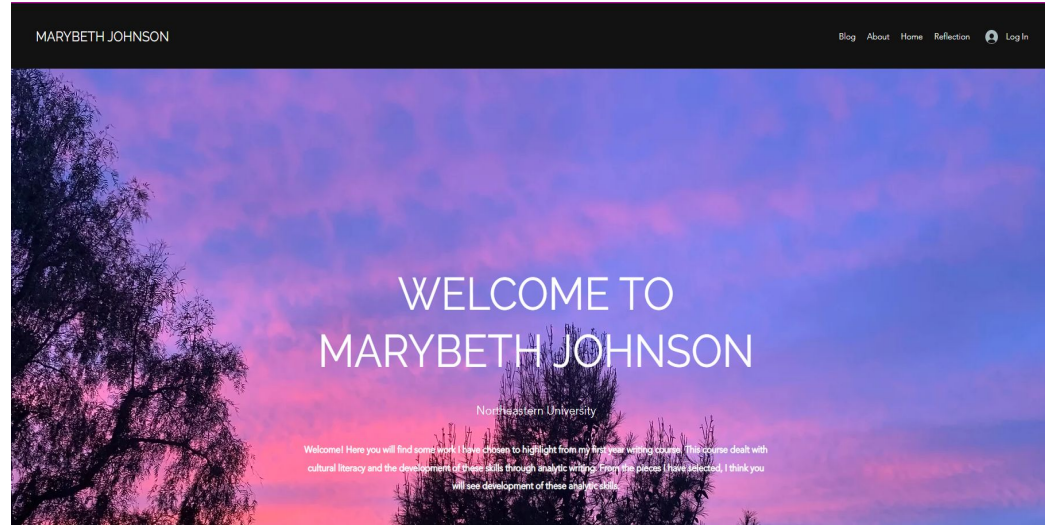 MARYBETH JOHNSON
Blog About Home Reflection Log In
WELCOME TO
MARYBETH JOHNSON
Northeastern University
Welcome! Here you will find some work I have chosen to highlight from my first year writing course. This course dealt with
cultural literacy and the development of these skills through analytic writing. From the pieces I have selected, I think you
will see development of these analytic skills.